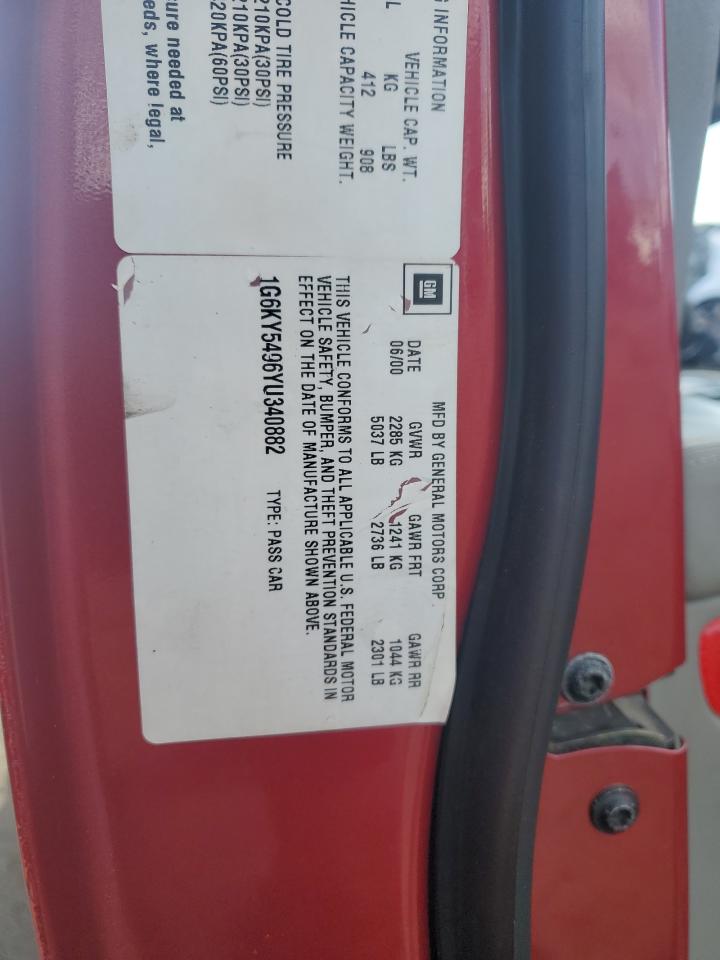 G INFORMATION
VEHICLE CAP. WT.
L KG LBS
412 908
HICLE CAPACITY WEIGHT.
COLD TIRE PRESSURE
210KPA(30PSI)
210KPA(30PSI)
20KPA(60PSI)
ure needed at
eds, where legal,
GM
MFD BY GENERAL MOTORS CORP
DATE GVWR GAWR FRT GAWR RR
06/00 2285 KG 1241 KG 1044 KG
5037 LB 2736 LB 2301 LB
THIS VEHICLE CONFORMS TO ALL APPLICABLE U.S. FEDERAL MOTOR
VEHICLE SAFETY, BUMPER, AND THEFT PREVENTION STANDARDS IN
EFFECT ON THE DATE OF MANUFACTURE SHOWN ABOVE.
1G6KY5496YU340882 TYPE: PASS CAR